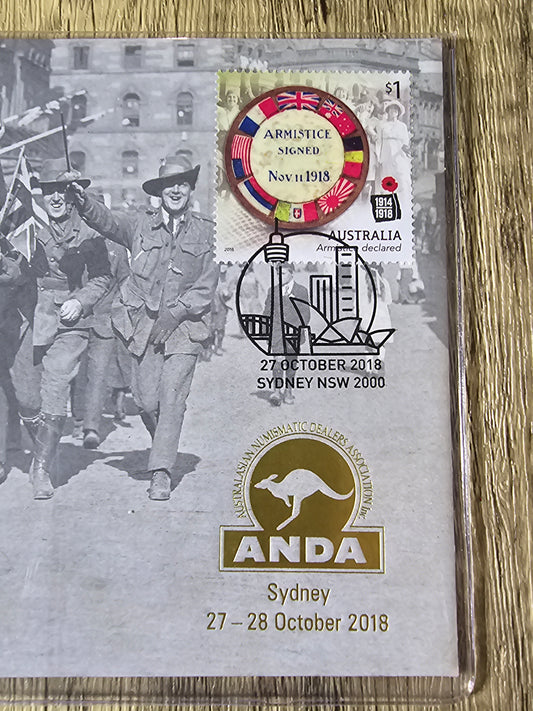 $1
ARMISTICE
SIGNED
NOV 11 1918
1914
1918
2018
AUSTRALIA
Armistice declared
27 OCTOBER 2018
SYDNEY NSW 2000
AUSTRALASIAN NUMISMATIC DEALERS ASSOCIATION Inc
ANDA
Sydney
27 – 28 October 2018